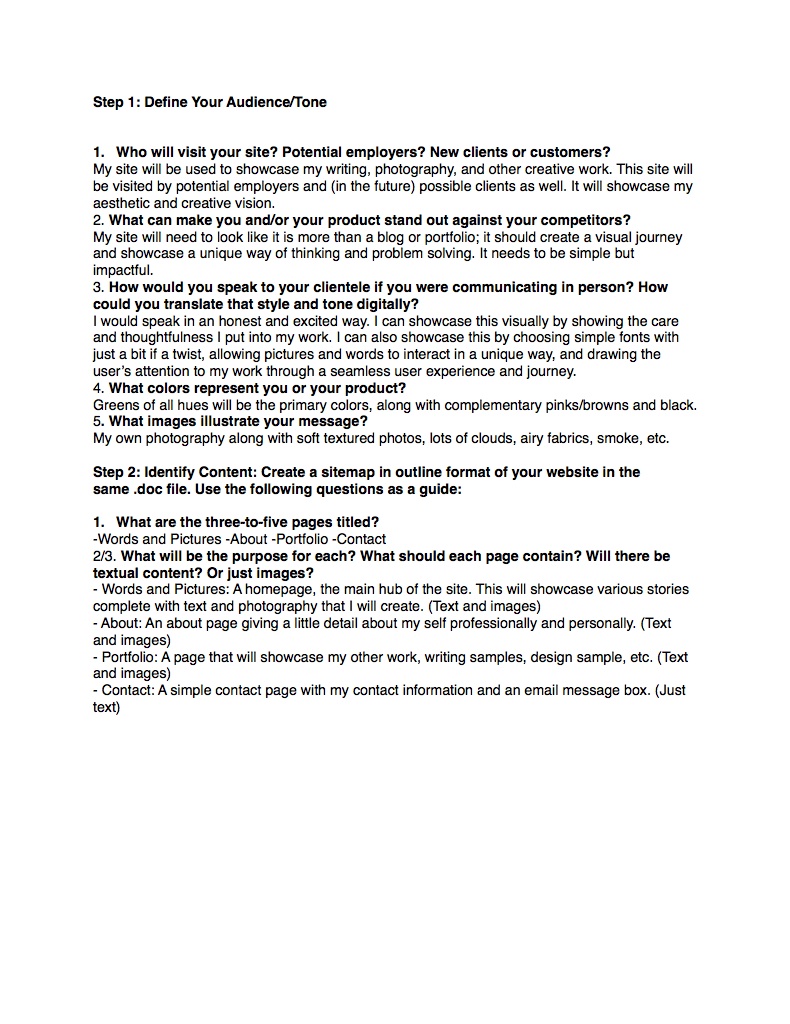 Step 1: Define Your Audience/Tone
1. Who will visit your site? Potential employers? New clients or customers?
My site will be used to showcase my writing, photography, and other creative work. This site will
be visited by potential employers and (in the future) possible clients as well. It will showcase my
aesthetic and creative vision.
2. What can make you and/or your product stand out against your competitors?
My site will need to look like it is more than a blog or portfolio; it should create a visual journey
and showcase a unique way of thinking and problem solving. It needs to be simple but
impactful.
3. How would you speak to your clientele if you were communicating in person? How
could you translate that style and tone digitally?
I would speak in an honest and excited way. I can showcase this visually by showing the care
and thoughtfulness I put into my work. I can also showcase this by choosing simple fonts with
just a bit if a twist, allowing pictures and words to interact in a unique way, and drawing the
user's attention to my work through a seamless user experience and journey.
4. What colors represent you or your product?
Greens of all hues will be the primary colors, along with complementary pinks/browns and black.
5. What images illustrate your message?
My own photography along with soft textured photos, lots of clouds, airy fabrics, smoke, etc.
Step 2: Identify Content: Create a sitemap in outline format of your website in the
same .doc file. Use the following questions as a guide:
1. What are the three-to-five pages titled?
-Words and Pictures -About -Portfolio -Contact
2/3. What will be the purpose for each? What should each page contain? Will there be
textual content? Or just images?
- Words and Pictures: A homepage, the main hub of the site. This will showcase various stories
complete with text and photography that I will create. (Text and images)
- About: An about page giving a little detail about my self professionally and personally. (Text
and images)
- Portfolio: A page that will showcase my other work, writing samples, design sample, etc. (Text
and images)
- Contact: A simple contact page with my contact information and an email message box. (Just
text)